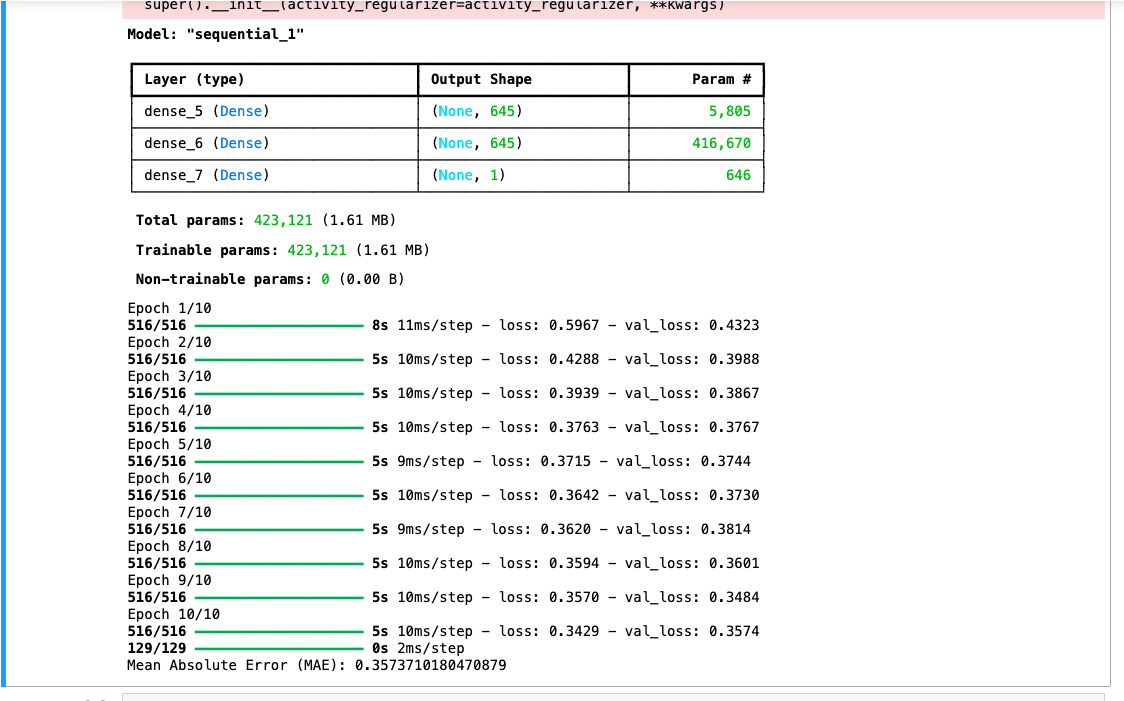 super().__init__(activity_regularizer=activity_regularizer, **kwargs)
Model: "sequential_1"
Layer (type) Output Shape Param #
dense_5 (Dense) (None, 645) 5,805
dense_6 (Dense) (None, 645) 416,670
dense_7 (Dense) (None, 1) 646
Total params: 423,121 (1.61 MB)
Trainable params: 423,121 (1.61 MB)
Non-trainable params: 0 (0.00 B)
Epoch 1/10
516/516 8s 11ms/step - loss: 0.5967 - val_loss: 0.4323
Epoch 2/10
516/516 5s 10ms/step - loss: 0.4288 - val_loss: 0.3988
Epoch 3/10
516/516 5s 10ms/step - loss: 0.3939 - val_loss: 0.3867
Epoch 4/10
516/516 5s 10ms/step - loss: 0.3763 - val_loss: 0.3767
Epoch 5/10
516/516 5s 9ms/step - loss: 0.3715 - val_loss: 0.3744
Epoch 6/10
516/516 5s 10ms/step - loss: 0.3642 - val_loss: 0.3730
Epoch 7/10
516/516 5s 9ms/step - loss: 0.3620 - val_loss: 0.3814
Epoch 8/10
516/516 5s 10ms/step - loss: 0.3594 - val_loss: 0.3601
Epoch 9/10
516/516 5s 10ms/step - loss: 0.3570 - val_loss: 0.3484
Epoch 10/10
516/516 5s 10ms/step - loss: 0.3429 - val_loss: 0.3574
129/129 0s 2ms/step
Mean Absolute Error (MAE): 0.3573710180470879